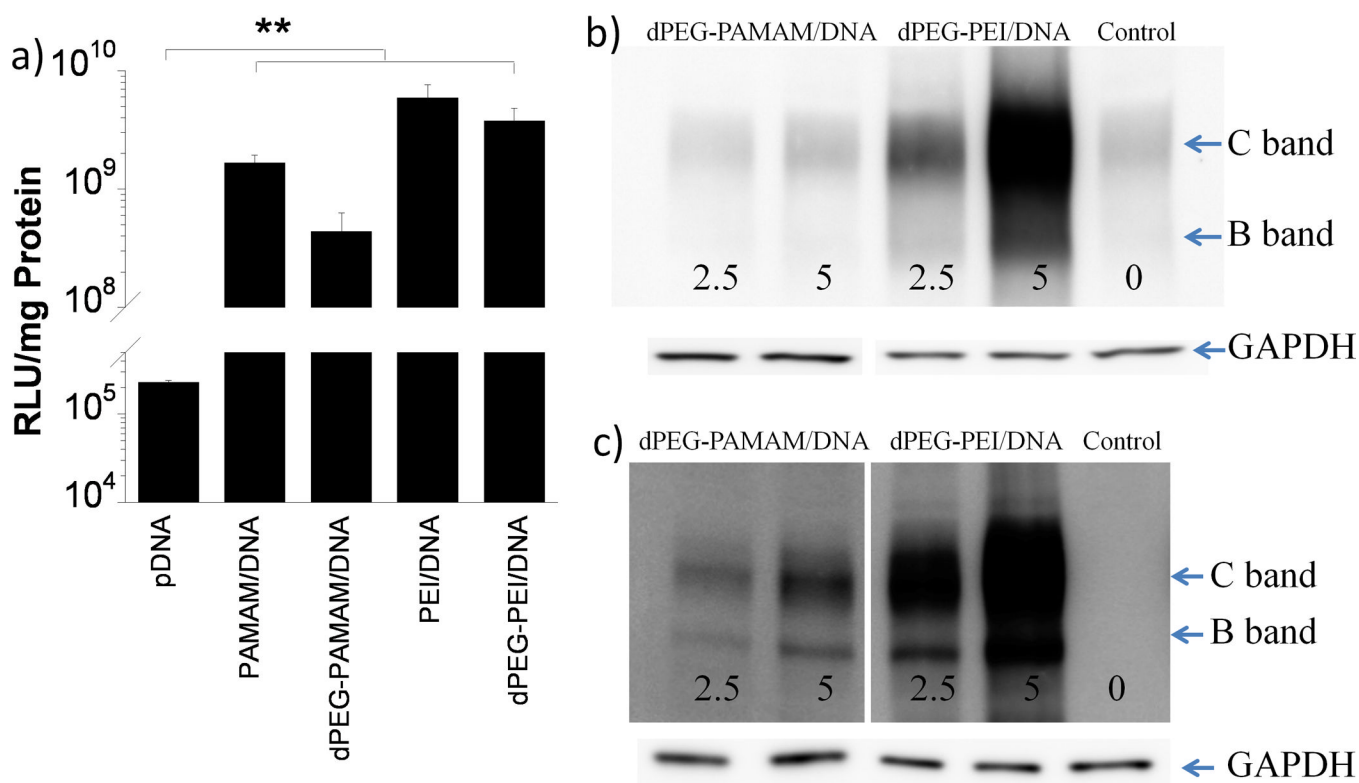 a)
**
RLU/mg Protein
10^10
10^9
10^8
10^5
10^4
pDNA
PAMAM/DNA
dPEG-PAMAM/DNA
PEI/DNA
dPEG-PEI/DNA
b)
dPEG-PAMAM/DNA dPEG-PEI/DNA Control
C band
B band
2.5 5 2.5 5 0
GAPDH
c)
dPEG-PAMAM/DNA dPEG-PEI/DNA Control
C band
B band
2.5 5 2.5 5 0
GAPDH